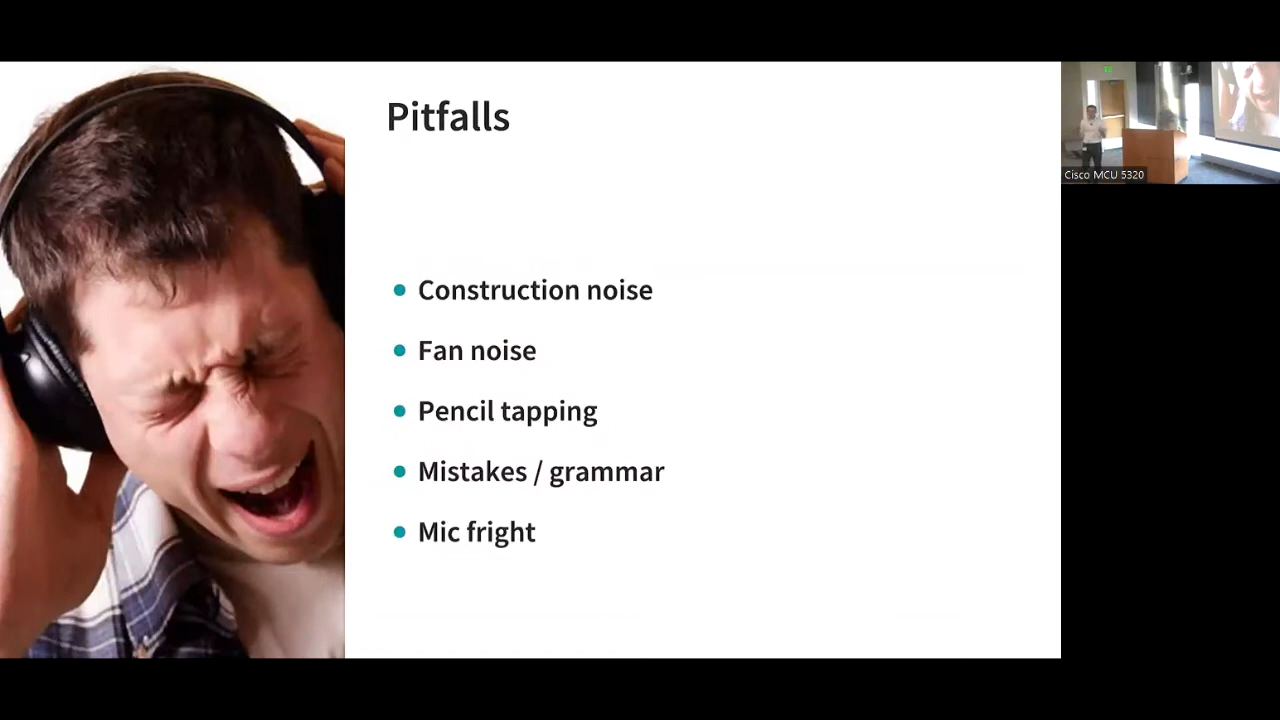 Pitfalls
Construction noise
Fan noise
Pencil tapping
Mistakes / grammar
Mic fright
Cisco MCU 5320